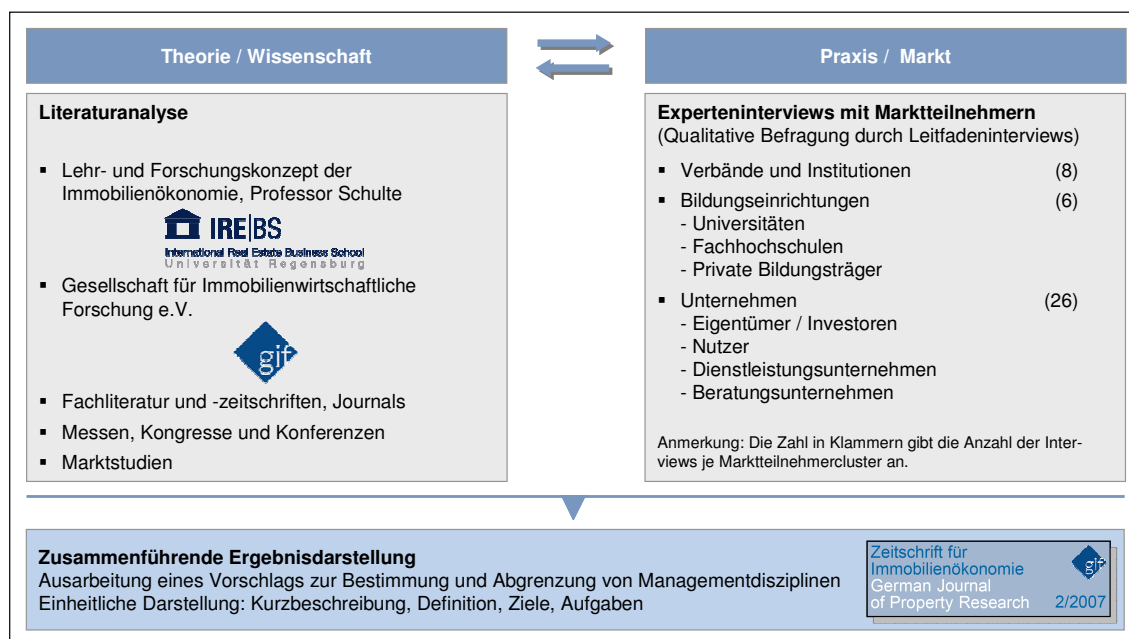 Theorie / Wissenschaft
Literaturanalyse
▪ Lehr- und Forschungskonzept der
Immobilienökonomie, Professor Schulte
IRE|BS
International Real Estate Business School
Universität Regensburg
▪ Gesellschaft für Immobilienwirtschaftliche
Forschung e.V.
gif
▪ Fachliteratur und -zeitschriften, Journals
▪ Messen, Kongresse und Konferenzen
▪ Marktstudien
Praxis / Markt
Experteninterviews mit Marktteilnehmern
(Qualitative Befragung durch Leitfadeninterviews)
▪ Verbände und Institutionen (8)
▪ Bildungseinrichtungen (6)
- Universitäten
- Fachhochschulen
- Private Bildungsträger
▪ Unternehmen (26)
- Eigentümer / Investoren
- Nutzer
- Dienstleistungsunternehmen
- Beratungsunternehmen
Anmerkung: Die Zahl in Klammern gibt die Anzahl der Inter-
views je Marktteilnehmercluster an.
Zusammenführende Ergebnisdarstellung
Ausarbeitung eines Vorschlags zur Bestimmung und Abgrenzung von Managementdisziplinen
Einheitliche Darstellung: Kurzbeschreibung, Definition, Ziele, Aufgaben
Zeitschrift für
Immobilienökonomie
German Journal
of Property Research
gif
2/2007